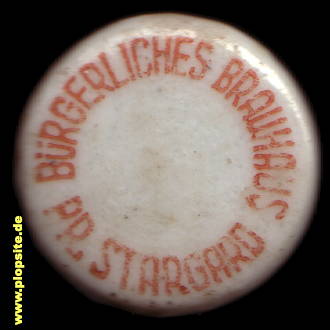 BÜRGERLICHES BRAUHAUS
PR. STARGARD
www.plopsite.de